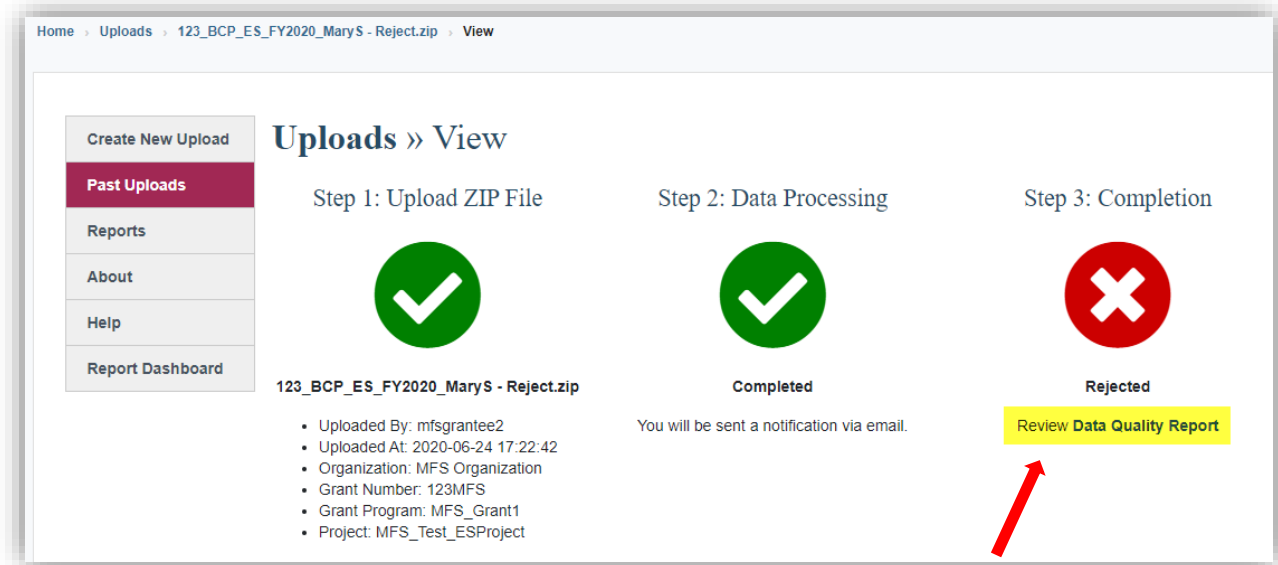 Home › Uploads › 123_BCP_ES_FY2020_MaryS - Reject.zip › View
Create New Upload
Past Uploads
Reports
About
Help
Report Dashboard
Uploads » View
Step 1: Upload ZIP File
123_BCP_ES_FY2020_MaryS - Reject.zip
• Uploaded By: mfsgrantee2
• Uploaded At: 2020-06-24 17:22:42
• Organization: MFS Organization
• Grant Number: 123MFS
• Grant Program: MFS_Grant1
• Project: MFS_Test_ESProject
Step 2: Data Processing
Completed
You will be sent a notification via email.
Step 3: Completion
Rejected
Review Data Quality Report